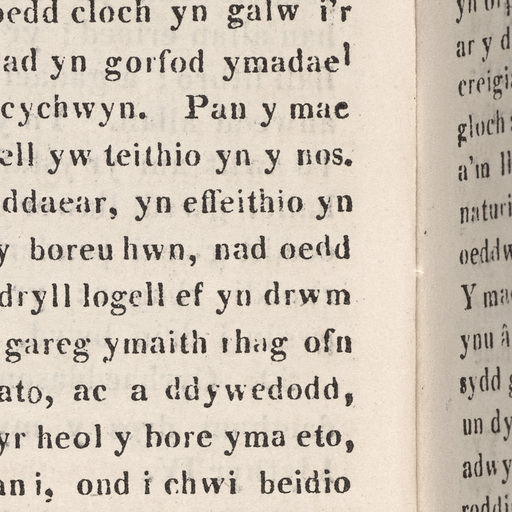 oedd cloch yn galw i'r
ad yn gorfod ymadael
cychwyn. Pan y mae
ell yw teithio yn y nos.
ddaear, yn effeithio yn
y boreu hwn, nad oedd
dryll logell ef yn drwm
gareg ymaith rhag ofn
ato, ac a ddywedodd,
yr heol y bore yma eto,
an i, ond i chwi beidio
ar y d
creigi
gloch
a'm ll
naturi
oeddw
Y ma
ynu â
sydd g
un dy
adwy